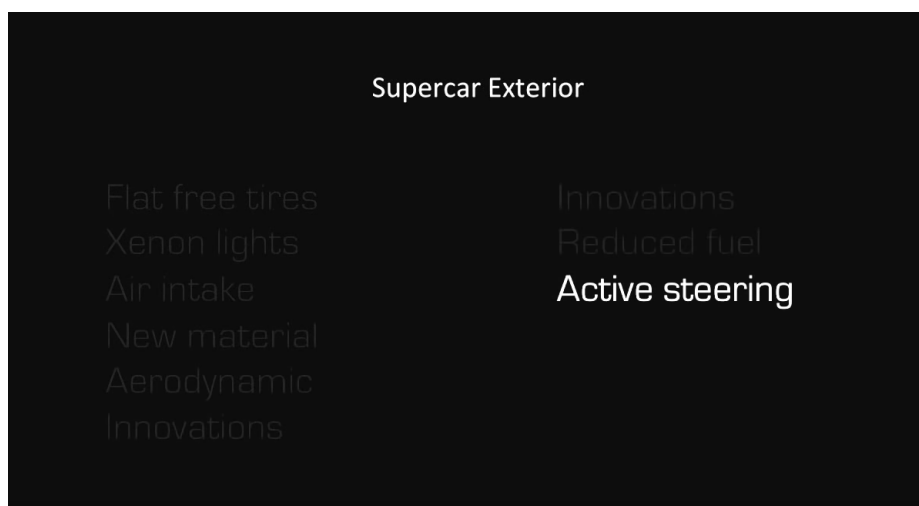 Supercar Exterior
Flat free tires
Xenon lights
Air intake
New material
Aerodynamic
Innovations
Innovations
Reduced fuel
Active steering